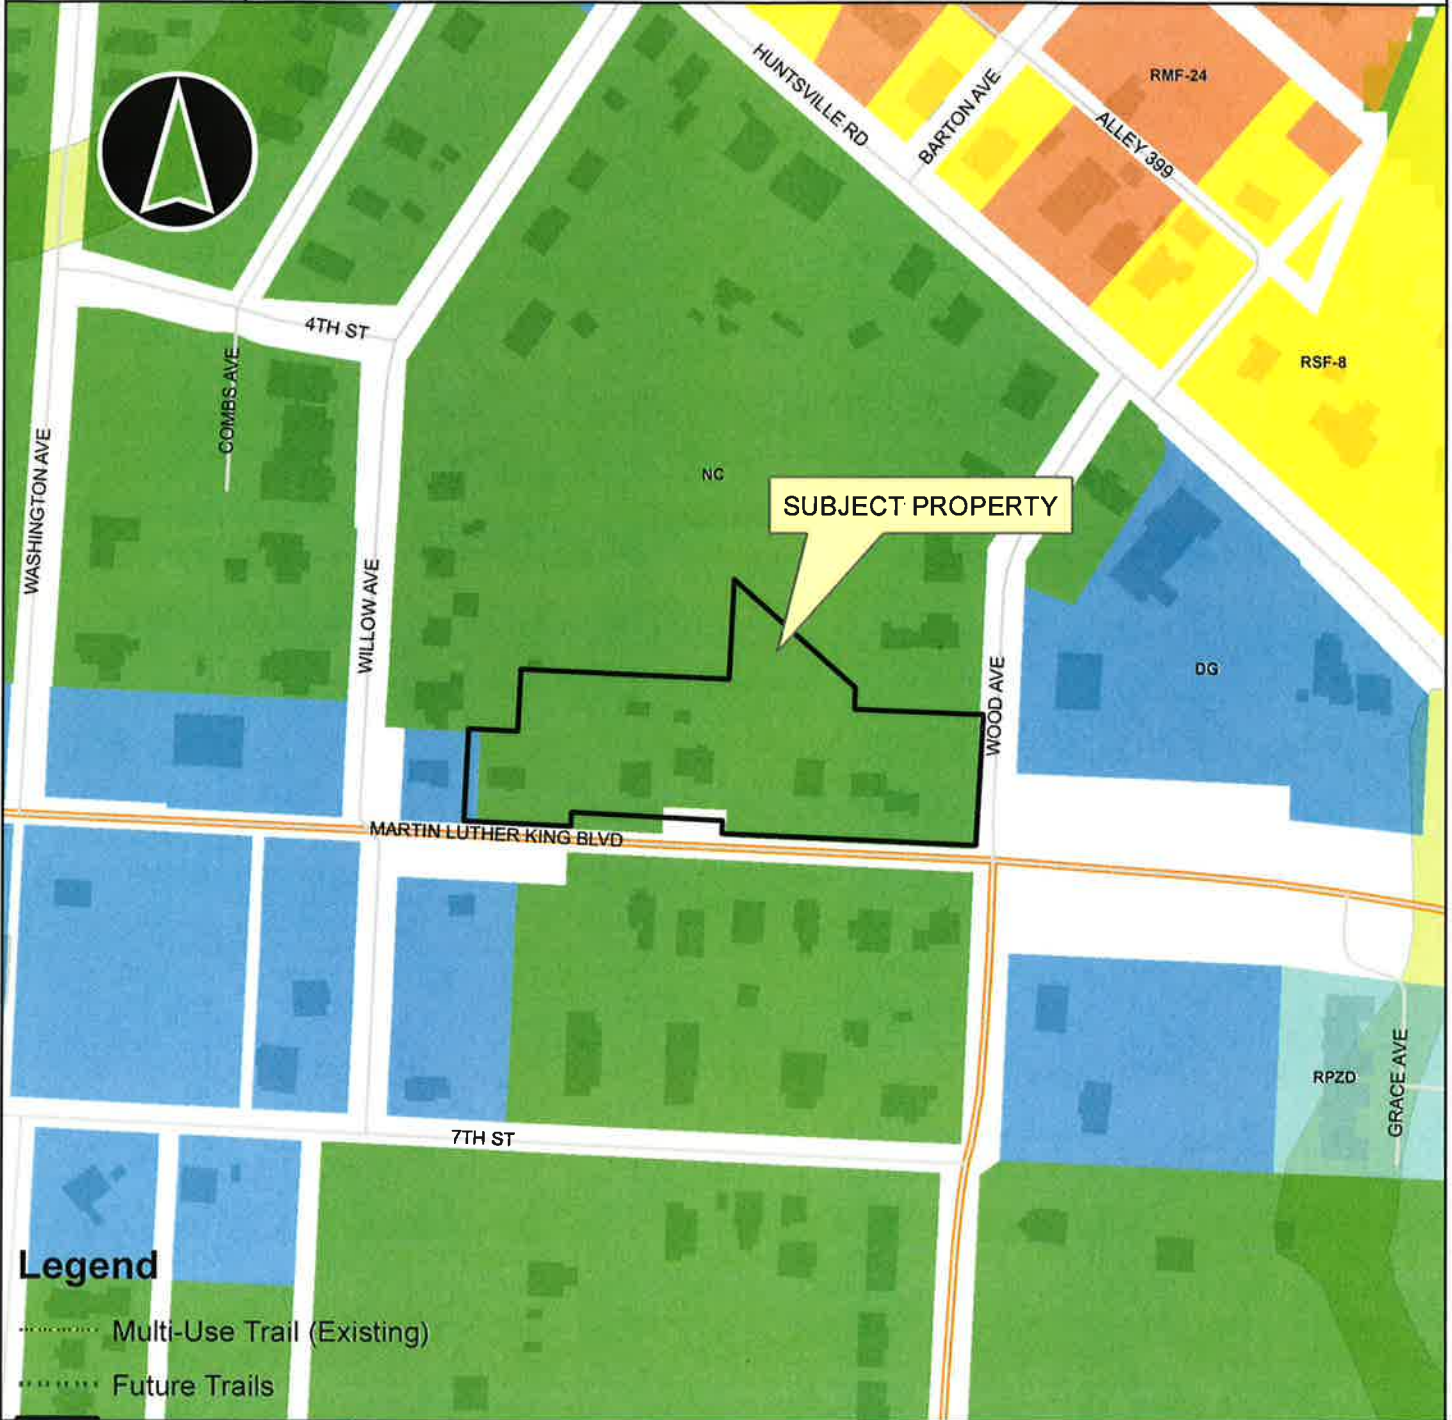 HUNTSVILLE RD
BARTON AVE
RMF-24
ALLEY 399
4TH ST
COMBS AVE
RSF-8
WASHINGTON AVE
NC
SUBJECT PROPERTY
WILLOW AVE
WOOD AVE
DG
MARTIN LUTHER KING BLVD
RPZD
GRACE AVE
7TH ST
Legend
Multi-Use Trail (Existing)
Future Trails